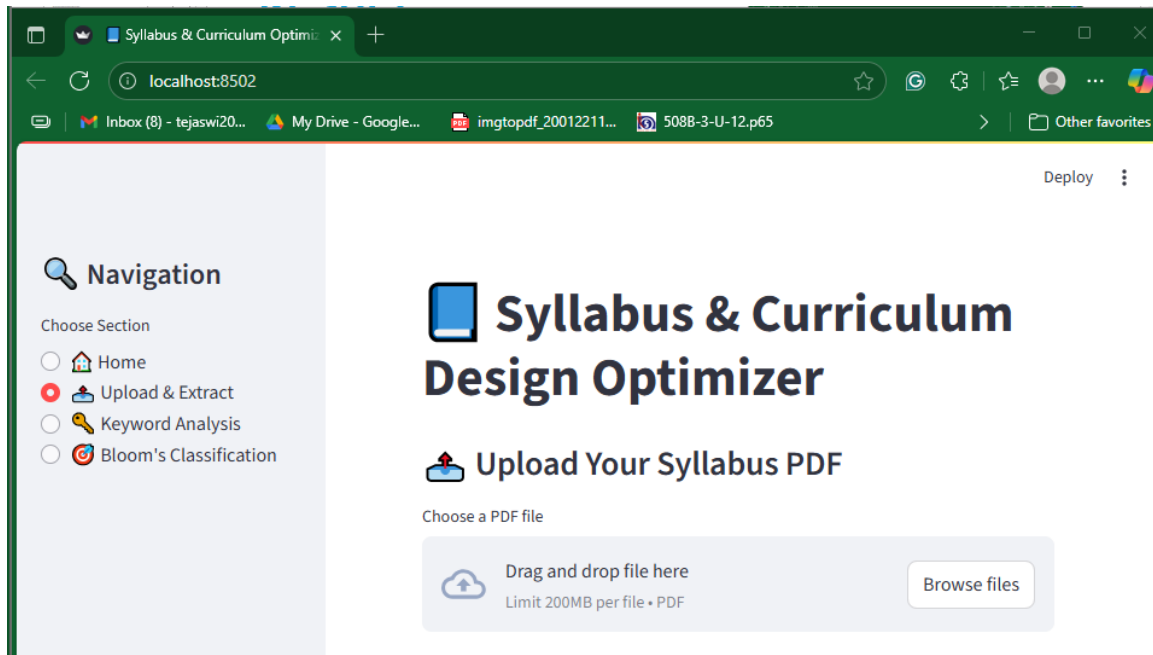 Syllabus & Curriculum Optimiz
localhost:8502
Inbox (8) - tejaswi20...
My Drive - Google...
imgtopdf_20012211...
508B-3-U-12.p65
Other favorites
Deploy
Navigation
Choose Section
Home
Upload & Extract
Keyword Analysis
Bloom's Classification
Syllabus & Curriculum
Design Optimizer
Upload Your Syllabus PDF
Choose a PDF file
Drag and drop file here
Limit 200MB per file • PDF
Browse files